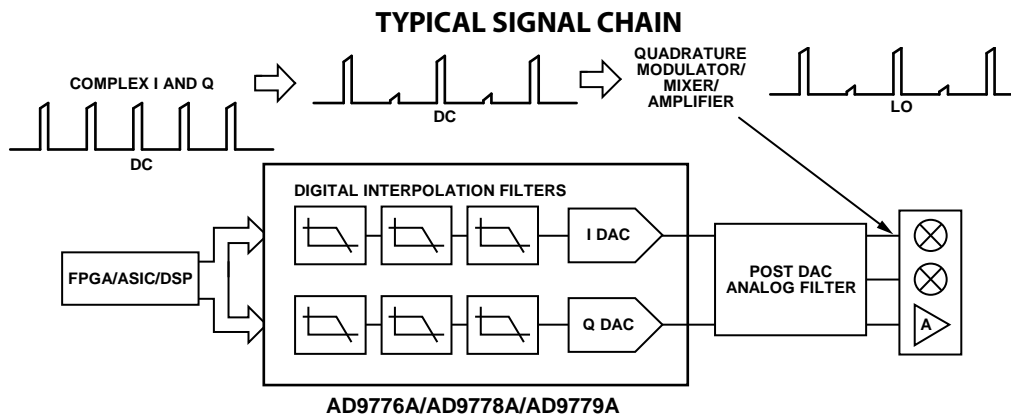 TYPICAL SIGNAL CHAIN
COMPLEX I AND Q
DC
DC
QUADRATURE
MODULATOR/
MIXER/
AMPLIFIER
LO
DIGITAL INTERPOLATION FILTERS
FPGA/ASIC/DSP
I DAC
Q DAC
POST DAC
ANALOG FILTER
A
AD9776A/AD9778A/AD9779A